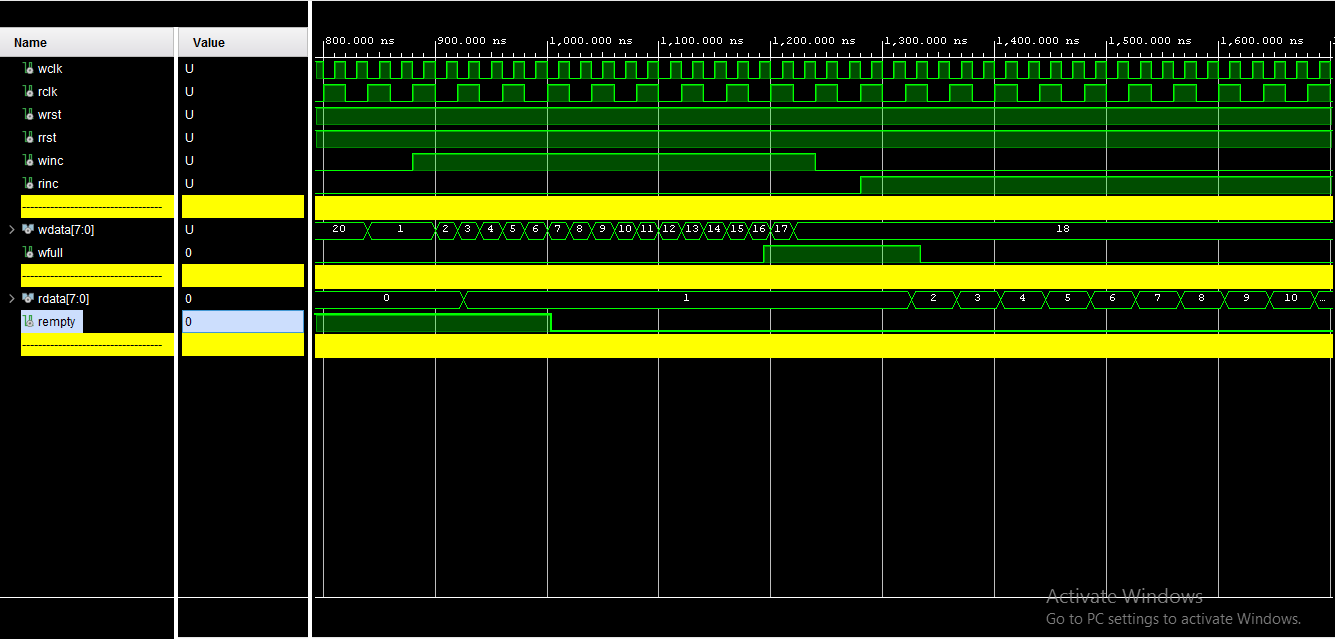 Name Value
800.000 ns 900.000 ns 1,000.000 ns 1,100.000 ns 1,200.000 ns 1,300.000 ns 1,400.000 ns 1,500.000 ns 1,600.000 ns
wclk U
rclk U
wrst U
rrst U
winc U
rinc U
wdata[7:0] U 20 1 2 3 4 5 6 7 8 9 10 11 12 13 14 15 16 17 18
wfull 0
rdata[7:0] 0 0 1 2 3 4 5 6 7 8 9 10 ...
rempty 0
Activate Windows
Go to PC settings to activate Windows.